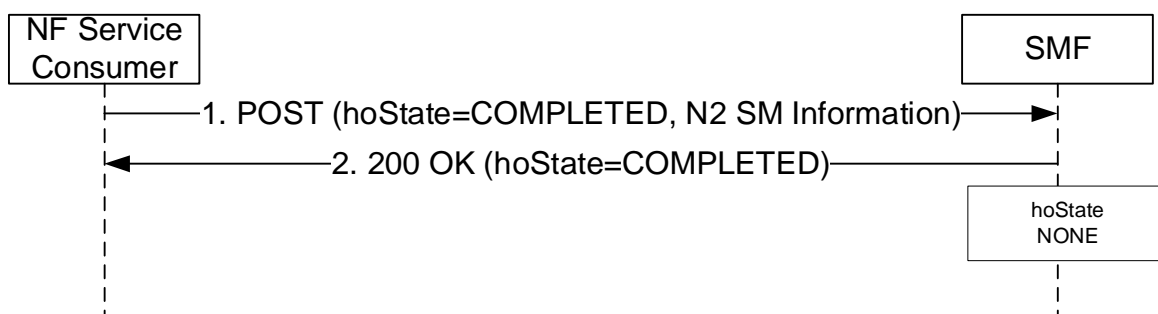 NF Service
Consumer
SMF
1. POST (hoState=COMPLETED, N2 SM Information)
2. 200 OK (hoState=COMPLETED)
hoState
NONE